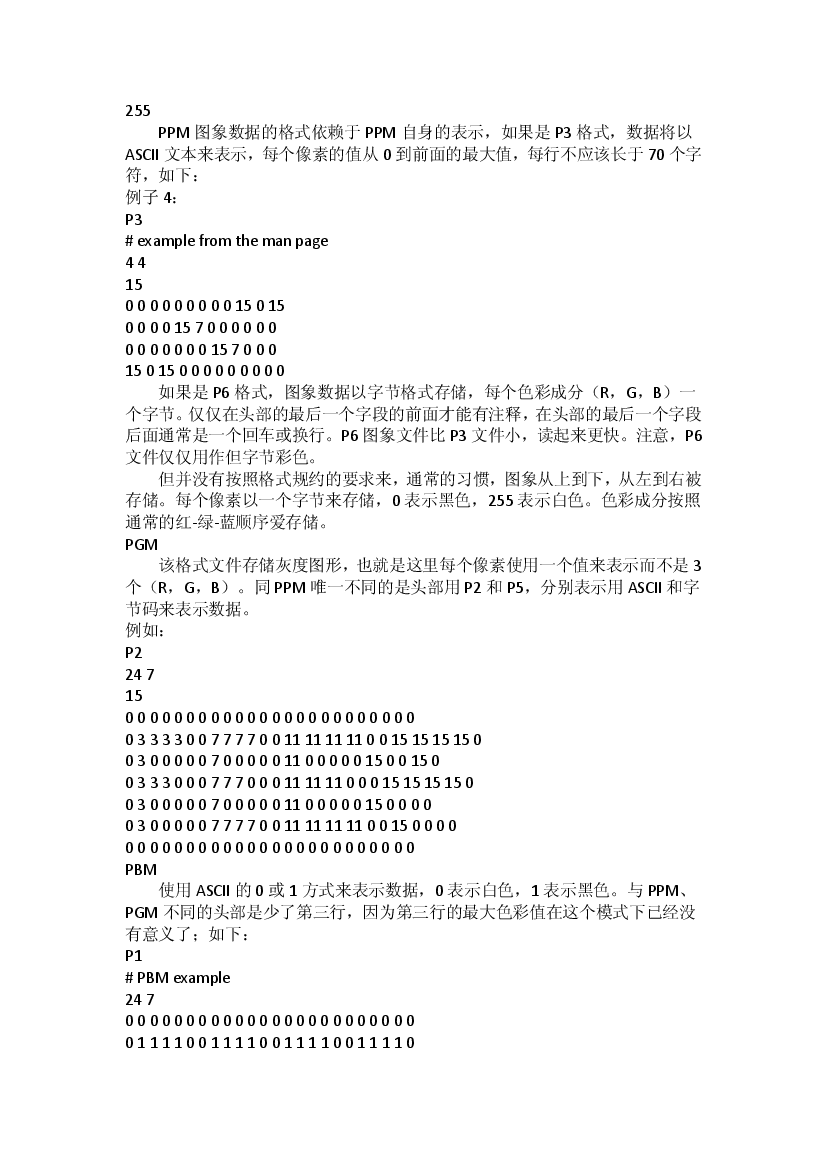 255
PPM 图象数据的格式依赖于 PPM 自身的表示，如果是 P3 格式，数据将以
ASCII 文本来表示，每个像素的值从 0 到前面的最大值，每行不应该长于 70 个字
符，如下：
例子 4：
P3
# example from the man page
4 4
15
0 0 0 0 0 0 0 0 0 15 0 15
0 0 0 0 15 7 0 0 0 0 0 0
0 0 0 0 0 0 0 15 7 0 0 0
15 0 15 0 0 0 0 0 0 0 0 0
如果是 P6 格式，图象数据以字节格式存储，每个色彩成分（R，G，B）一
个字节。仅仅在头部的最后一个字段的前面才能有注释，在头部的最后一个字段
后面通常是一个回车或换行。P6 图象文件比 P3 文件小，读起来更快。注意，P6
文件仅仅用作但字节彩色。
但并没有按照格式规约的要求来，通常的习惯，图象从上到下，从左到右被
存储。每个像素以一个字节来存储，0 表示黑色，255 表示白色。色彩成分按照
通常的红-绿-蓝顺序爱存储。
PGM
该格式文件存储灰度图形，也就是这里每个像素使用一个值来表示而不是 3
个（R，G，B）。同 PPM 唯一不同的是头部用 P2 和 P5，分别表示用 ASCII 和字
节码来表示数据。
例如：
P2
24 7
15
0 0 0 0 0 0 0 0 0 0 0 0 0 0 0 0 0 0 0 0 0 0 0 0
0 3 3 3 3 0 0 7 7 7 7 0 0 11 11 11 11 0 0 15 15 15 15 0
0 3 0 0 0 0 0 7 0 0 0 0 0 11 0 0 0 0 0 15 0 0 15 0
0 3 3 3 0 0 0 7 7 7 0 0 0 11 11 11 0 0 0 15 15 15 15 0
0 3 0 0 0 0 0 7 0 0 0 0 0 11 0 0 0 0 0 15 0 0 0 0
0 3 0 0 0 0 0 7 7 7 7 0 0 11 11 11 11 0 0 15 0 0 0 0
0 0 0 0 0 0 0 0 0 0 0 0 0 0 0 0 0 0 0 0 0 0 0 0
PBM
使用 ASCII 的 0 或 1 方式来表示数据，0 表示白色，1 表示黑色。与 PPM、
PGM 不同的头部是少了第三行，因为第三行的最大色彩值在这个模式下已经没
有意义了；如下：
P1
# PBM example
24 7
0 0 0 0 0 0 0 0 0 0 0 0 0 0 0 0 0 0 0 0 0 0 0 0
0 1 1 1 1 0 0 1 1 1 1 0 0 1 1 1 1 0 0 1 1 1 1 0